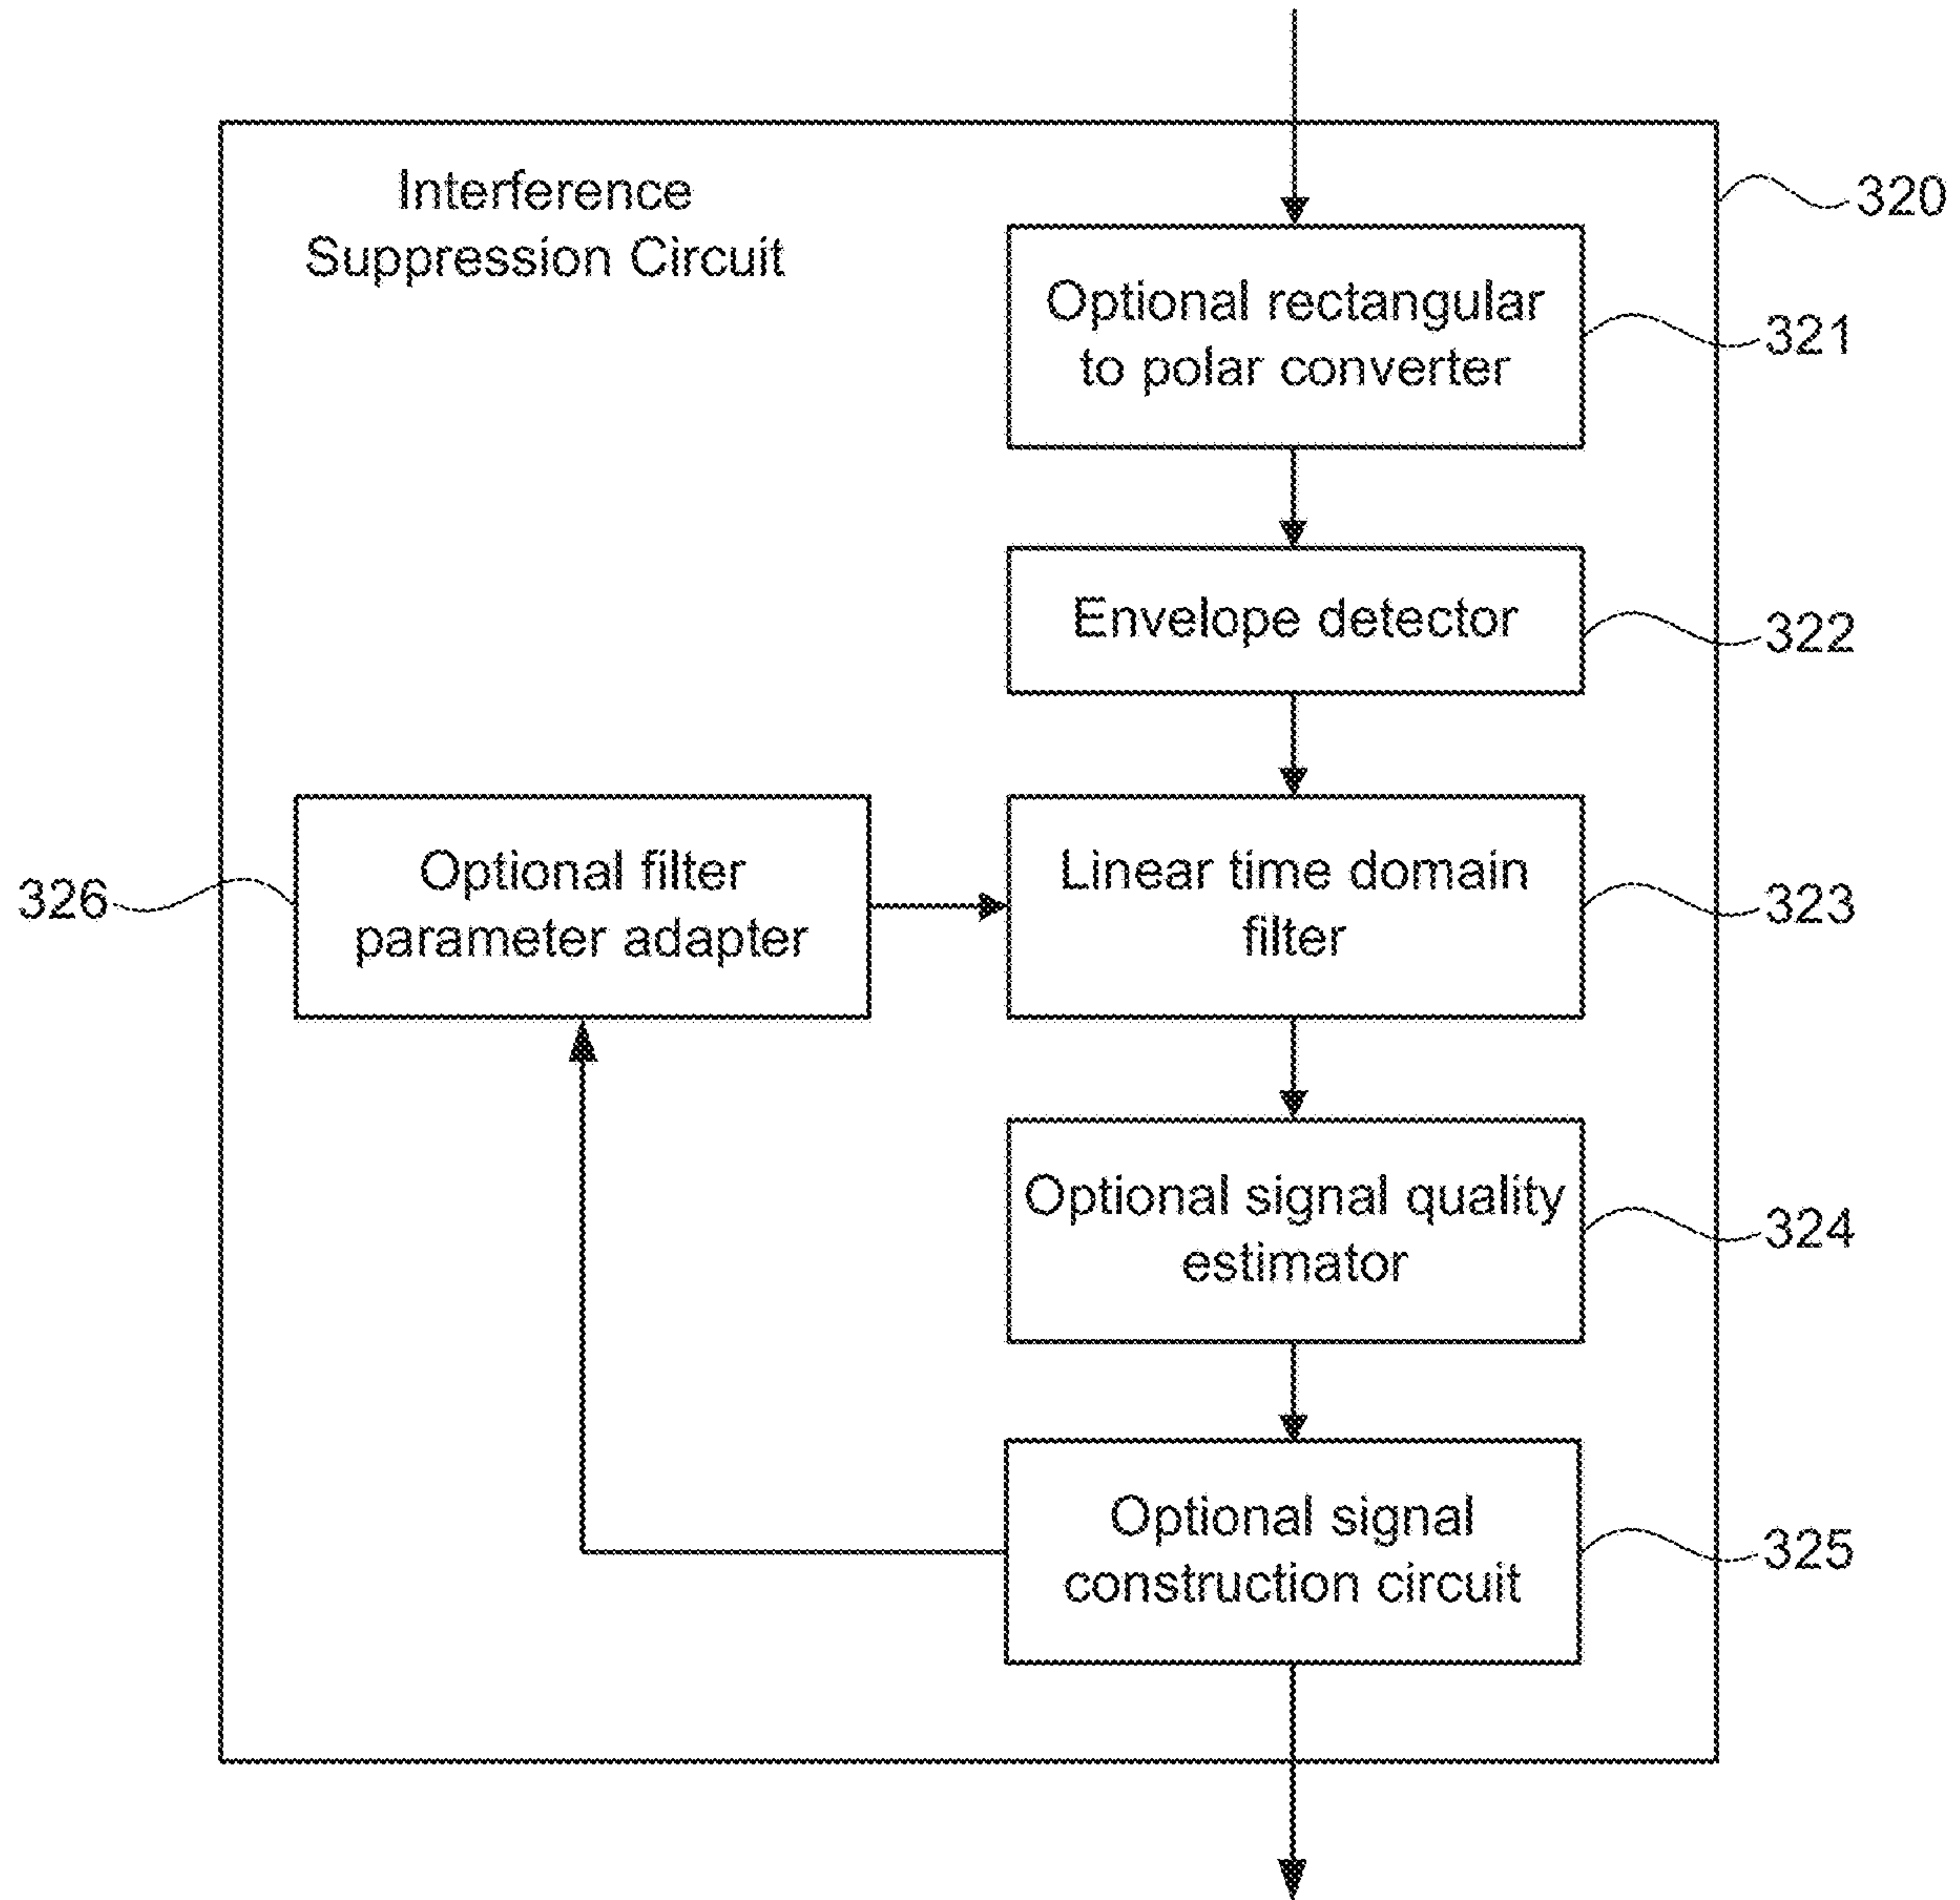 Interference
Suppression Circuit
320
Optional rectangular
to polar converter
321
Envelope detector
322
Optional filter
parameter adapter
326
Linear time domain
filter
323
Optional signal quality
estimator
324
Optional signal
construction circuit
325